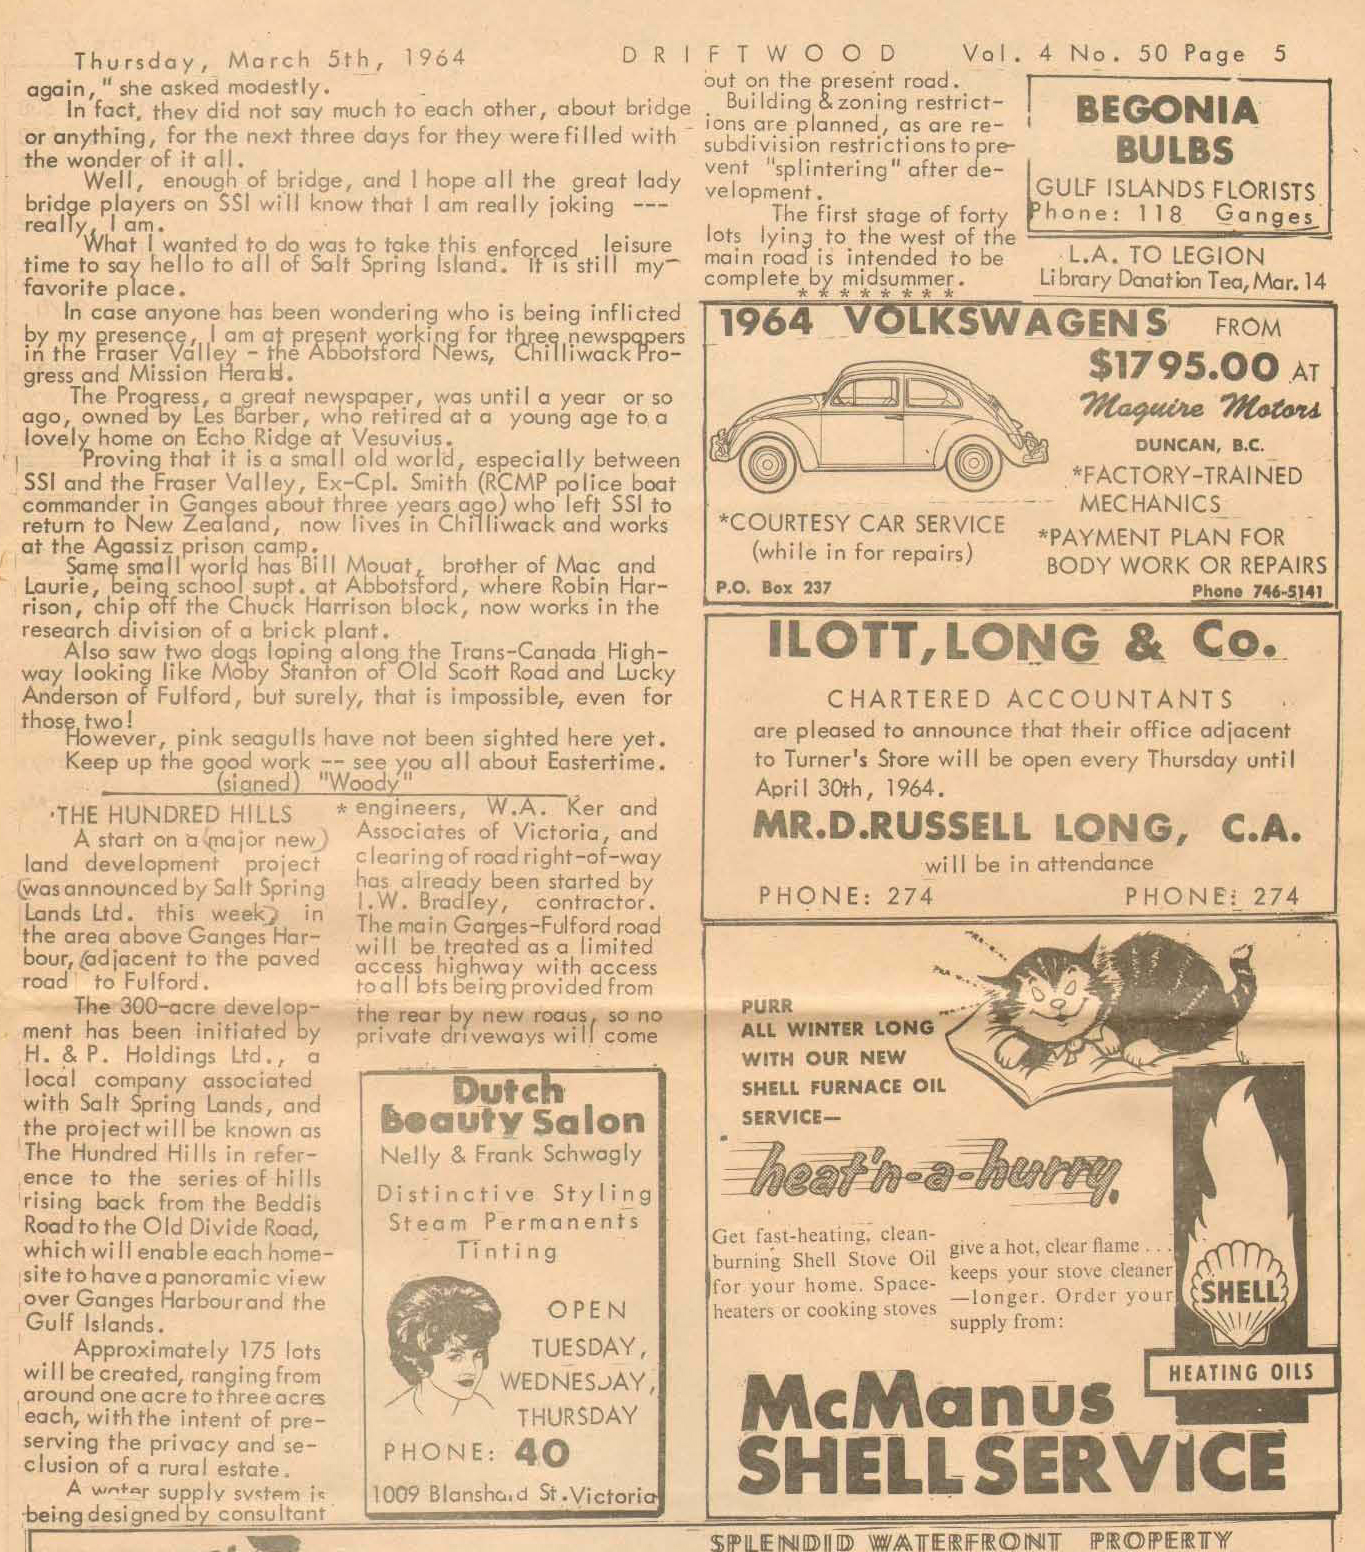 Thursday, March 5th, 1964 DRIFTWOOD Vol. 4 No. 50 Page 5
again," she asked modestly.
In fact, they did not say much to each other, about bridge
or anything, for the next three days for they were filled with
the wonder of it all.
Well, enough of bridge, and I hope all the great lady
bridge players on SSI will know that I am really joking ---
really, I am.
What I wanted to do was to take this enforced leisure
time to say hello to all of Salt Spring Island. It is still my
favorite place.
In case anyone has been wondering who is being inflicted
by my presence, I am at present working for three newspapers
in the Fraser Valley - the Abbotsford News, Chilliwack Pro-
gress and Mission Herald.
The Progress, a great newspaper, was until a year or so
ago, owned by Les Barber, who retired at a young age to a
lovely home on Echo Ridge at Vesuvius.
Proving that it is a small old world, especially between
SSI and the Fraser Valley, Ex-Cpl. Smith (RCMP police boat
commander in Ganges about three years ago) who left SSI to
return to New Zealand, now lives in Chilliwack and works
at the Agassiz prison camp.
Same small world has Bill Mouat, brother of Mac and
Laurie, being school supt. at Abbotsford, where Robin Har-
rison, chip off the Chuck Harrison block, now works in the
research division of a brick plant.
Also saw two dogs loping along the Trans-Canada High-
way looking like Moby Stanton of Old Scott Road and Lucky
Anderson of Fulford, but surely, that is impossible, even for
those two!
However, pink seagulls have not been sighted here yet.
Keep up the good work -- see you all about Eastertime.
(signed) "Woody"
THE HUNDRED HILLS
A start on a (major new)
land development project
(was announced by Salt Spring
Lands Ltd. this week) in
the area above Ganges Har-
bour, (adjacent to the paved
road to Fulford.
The 300-acre develop-
ment has been initiated by
H. & P. Holdings Ltd., a
local company associated
with Salt Spring Lands, and
the project will be known as
The Hundred Hills in refer-
ence to the series of hills
rising back from the Beddis
Road to the Old Divide Road,
which will enable each home-
site to have a panoramic view
over Ganges Harbour and the
Gulf Islands.
Approximately 175 lots
will be created, ranging from
around one acre to three acres
each, with the intent of pre-
serving the privacy and se-
clusion of a rural estate.
A water supply system is
being designed by consultant
* engineers, W.A. Ker and
Associates of Victoria, and
clearing of road right-of-way
has already been started by
I.W. Bradley, contractor.
The main Ganges-Fulford road
will be treated as a limited
access highway with access
to all lots being provided from
the rear by new roads, so no
private driveways will come
Dutch
Beauty Salon
Nelly & Frank Schwagly
Distinctive Styling
Steam Permanents
Tinting
OPEN
TUESDAY,
WEDNESDAY,
THURSDAY
PHONE: 40
1009 Blanshard St. Victoria
out on the present road.
Building & zoning restrict-
ions are planned, as are re-
subdivision restrictions to pre-
vent "splintering" after de-
velopment.
The first stage of forty
lots lying to the west of the
main road is intended to be
complete by midsummer.
* * * * * * * *
BEGONIA
BULBS
GULF ISLANDS FLORISTS
Phone: 118 Ganges
L.A. TO LEGION
Library Donation Tea, Mar. 14
1964 VOLKSWAGENS FROM
$1795.00 AT
Maguire Motors
DUNCAN, B.C.
*FACTORY-TRAINED
MECHANICS
*COURTESY CAR SERVICE
(while in for repairs)
*PAYMENT PLAN FOR
BODY WORK OR REPAIRS
P.O. Box 237
Phone 746-5141
ILOTT, LONG & Co.
CHARTERED ACCOUNTANTS
are pleased to announce that their office adjacent
to Turner's Store will be open every Thursday until
April 30th, 1964.
MR.D.RUSSELL LONG, C.A.
will be in attendance
PHONE: 274 PHONE: 274
PURR
ALL WINTER LONG
WITH OUR NEW
SHELL FURNACE OIL
SERVICE—
heat'n-a-hurry.
Get fast-heating, clean-
burning Shell Stove Oil
for your home. Space-
heaters or cooking stoves
give a hot, clear flame . . .
keeps your stove cleaner
—longer. Order your
supply from:
SHELL
HEATING OILS
McManus
SHELL SERVICE
SPLENDID WATERFRONT PROPERTY